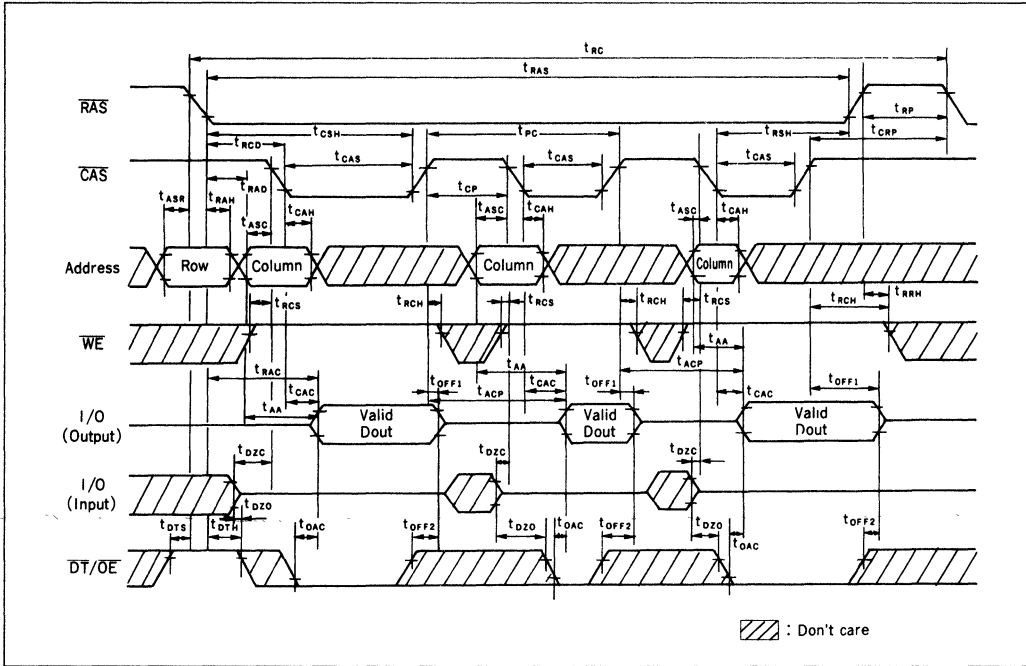 tRC
tRAS
RAS
tRP
tCSH
tPC
tRSH
tCRP
tRCD
tCAS
tCAS
tCAS
CAS
tRAD
tCP
tASR
tRAH
tASC
tCAH
tASC
tCAH
tASC
tCAH
Address
Row
Column
Column
Column
tRCS
tRCH
tRCS
tRCH
tRCS
tRCH
tRRH
WE
tRAC
tAA
tAA
tACP
tCAC
tOFF1
tCAC
tOFF1
tCAC
tOFF1
tAA
tACP
I/O
(Output)
Valid
Dout
Valid
Dout
Valid
Dout
tDZC
tDZC
tDZC
I/O
(Input)
tDZO
tDTS
tDTH
tOAC
tOFF2
tDZO
tOAC
tOFF2
tDZO
tOAC
tOFF2
DT/OE
: Don't care